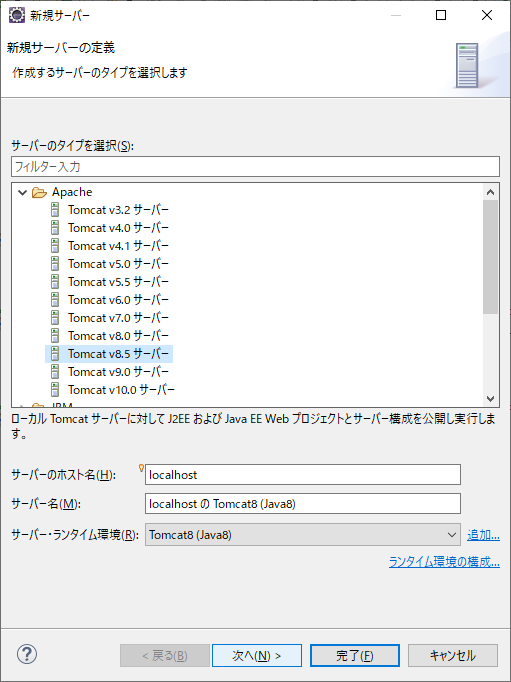 新規サーバー
新規サーバーの定義
作成するサーバーのタイプを選択します
サーバーのタイプを選択(S):
フィルター入力
Apache
Tomcat v3.2 サーバー
Tomcat v4.0 サーバー
Tomcat v4.1 サーバー
Tomcat v5.0 サーバー
Tomcat v5.5 サーバー
Tomcat v6.0 サーバー
Tomcat v7.0 サーバー
Tomcat v8.0 サーバー
Tomcat v8.5 サーバー
Tomcat v9.0 サーバー
Tomcat v10.0 サーバー
IBM
ローカル Tomcat サーバーに対して J2EE および Java EE Web プロジェクトとサーバー構成を公開し実行しま
す。
サーバーのホスト名(H): localhost
サーバー名(M): localhost の Tomcat8 (Java8)
サーバー・ランタイム環境(R): Tomcat8 (Java8) 追加...
ランタイム環境の構成...
? < 戻る(B) 次へ(N) > 完了(F) キャンセル